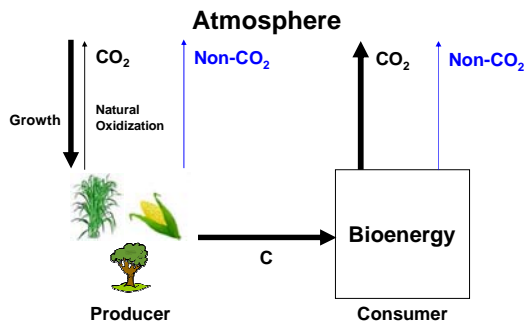 Atmosphere
CO₂
Non-CO₂
CO₂
Non-CO₂
Growth
Natural
Oxidization
Bioenergy
C
Producer
Consumer